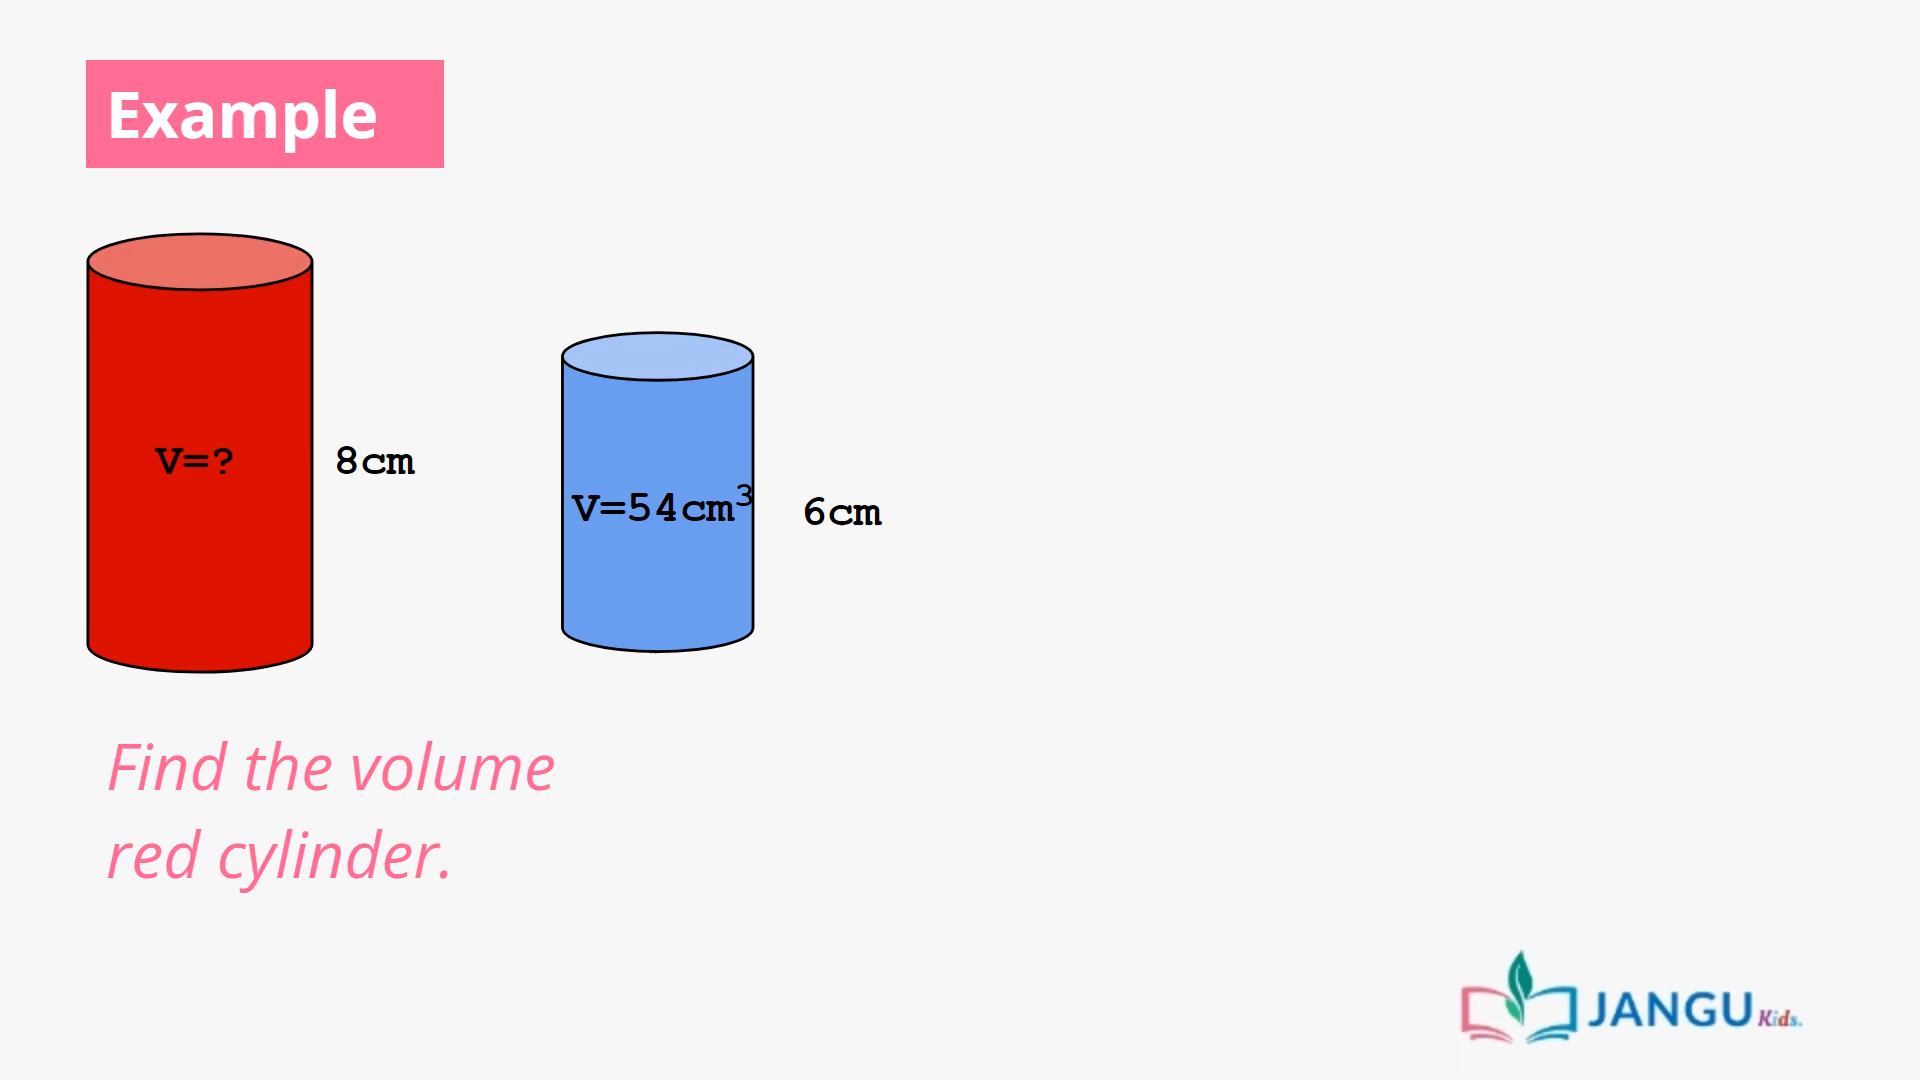 Example
V=?
8cm
V=54cm³
6cm
Find the volume
red cylinder.
JANGU Kids.